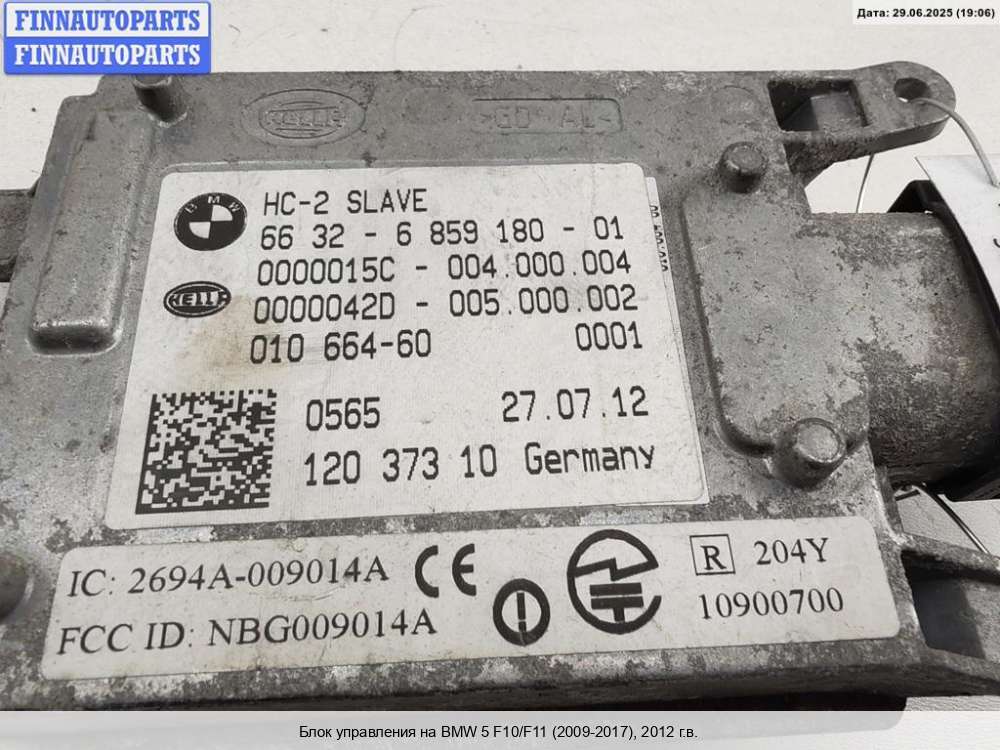 FINNAUTOPARTS
FINNAUTOPARTS
Дата: 29.06.2025 (19:06)
HELLA
BMW
HC-2 SLAVE
66 32 - 6 859 180 - 01
0000015C - 004.000.004
HELLA
0000042D - 005.000.002
010 664-60 0001
0565 27.07.12
120 373 10 Germany
IC: 2694A-009014A CE
R 204Y
FCC ID: NBG009014A
10900700
Блок управления на BMW 5 F10/F11 (2009-2017), 2012 г.в.